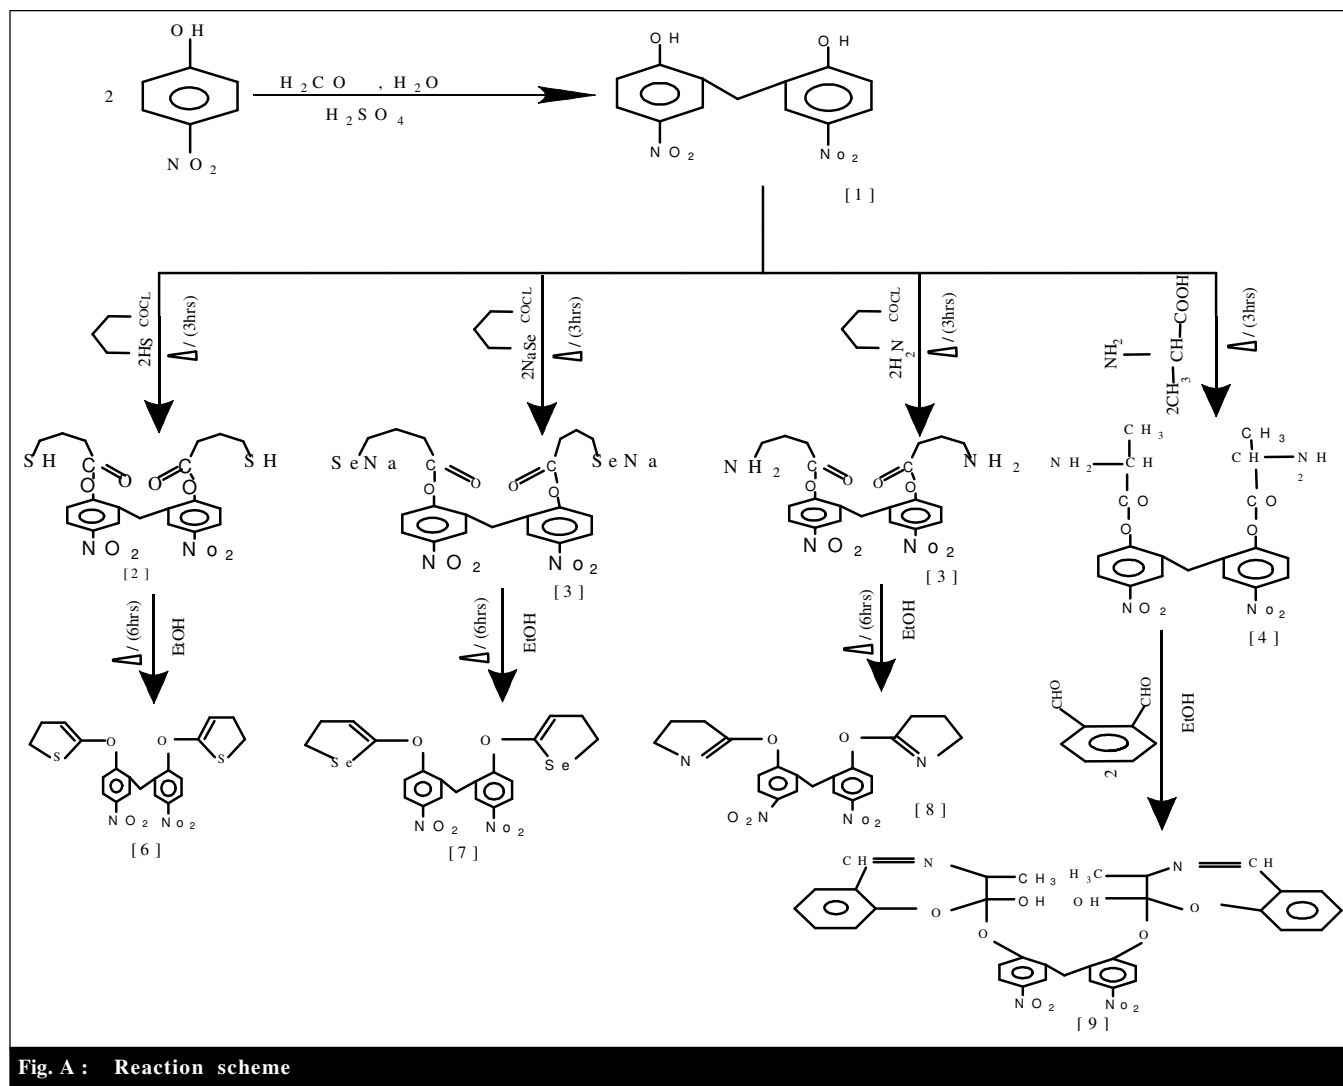 OH
2
H2CO , H2O
H2SO4
NO2
OH OH
NO2 No2
[1]
2HS COCL / (3hrs)
2NaSe COCL / (3hrs)
2HN2 COCL / (3hrs)
NH2 2CH3 CH COOH / (3hrs)
SH C O O C O O SH
NO2 No2
[2]
SeNa C O O C O O SeNa
NO2 No2
[3]
NH2 C O O C O O NH2
NO2 No2
[3]
CH3 CH3
NH2 CH CH NH2
C O C O
O O
NO2 No2
[4]
/ (6hrs) EtOH
/ (6hrs) EtOH
/ (6hrs) EtOH
CHO CHO 2 EtOH
S O O S
NO2 No2
[6]
Se O O Se
NO2 No2
[7]
N O O N
O2N No2
[8]
CH N N CH
CH3 H3C
O OH OH O
O O
NO2 No2
[9]
Fig. A : Reaction scheme